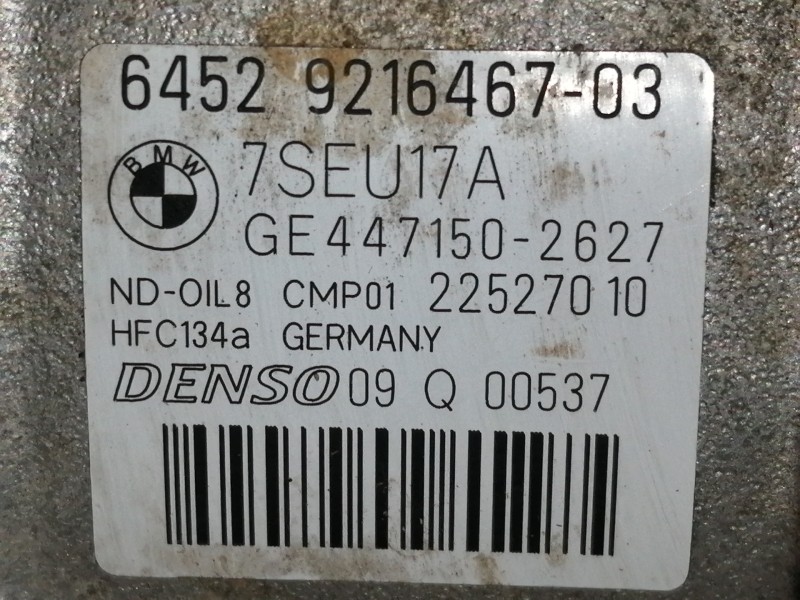 6452 9216467-03
BMW 7SEU17A
GE447150-2627
ND-OIL8 CMP01 22527010
HFC134a GERMANY
DENSO 09 Q 00537